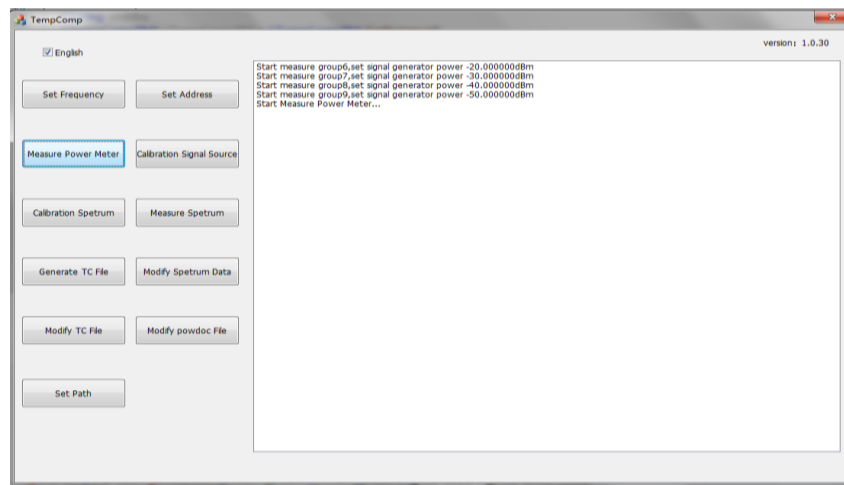 TempComp
English
version: 1.0.30
Set Frequency
Set Address
Measure Power Meter
Calibration Signal Source
Calibration Spetrum
Measure Spetrum
Generate TC File
Modify Spetrum Data
Modify TC File
Modify powdoc File
Set Path
Start measure group6,set signal generator power -20.000000dBm
Start measure group7,set signal generator power -30.000000dBm
Start measure group8,set signal generator power -40.000000dBm
Start measure group9,set signal generator power -50.000000dBm
Start Measure Power Meter...